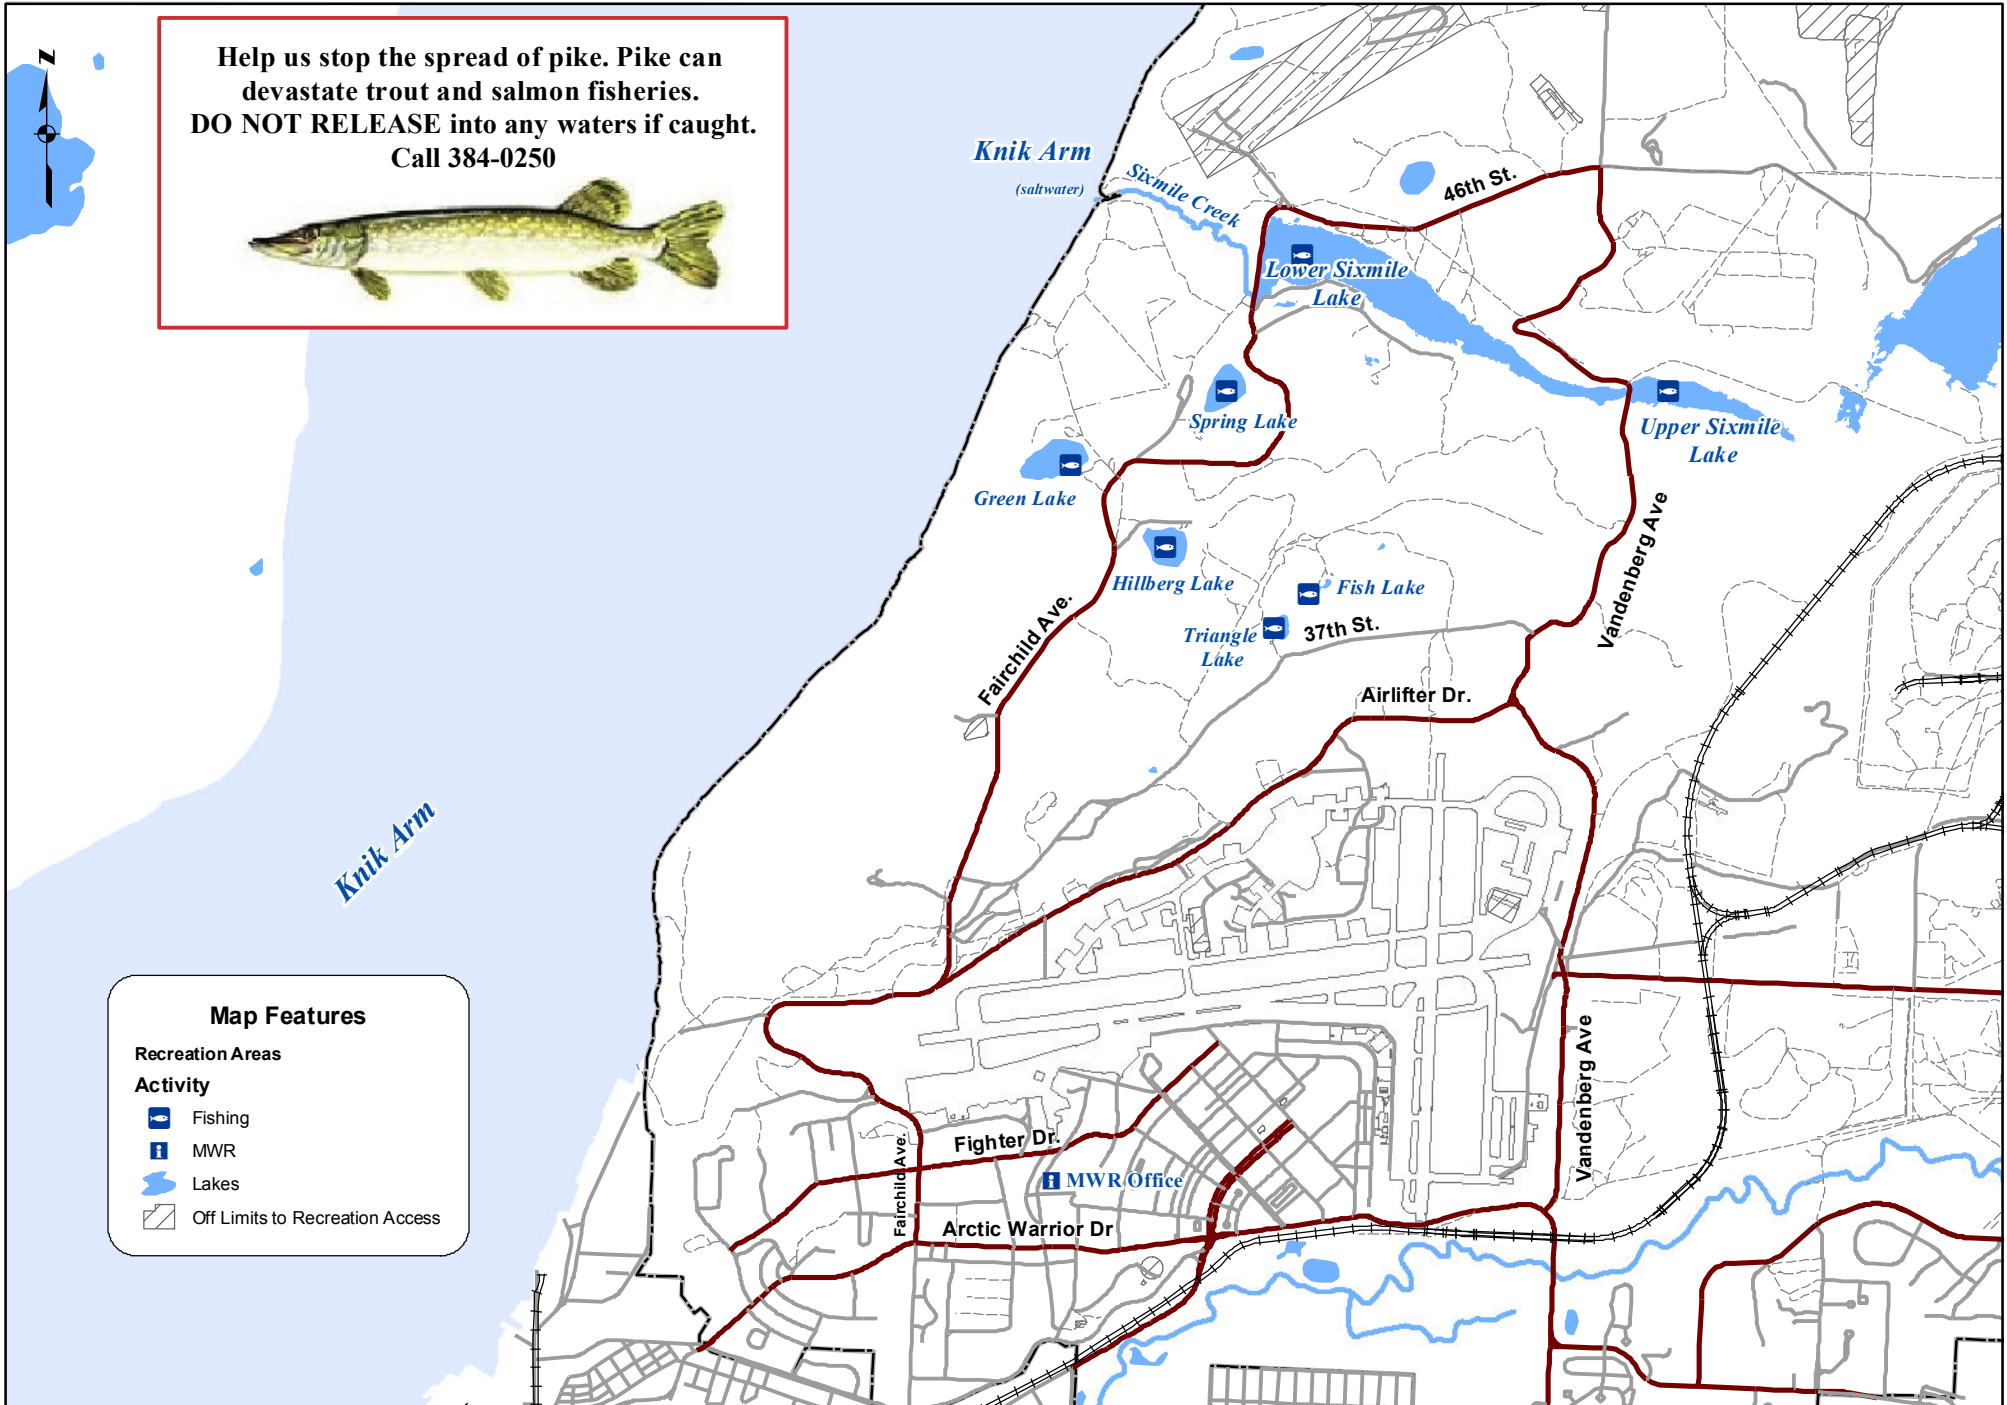 Help us stop the spread of pike. Pike can
devastate trout and salmon fisheries.
DO NOT RELEASE into any waters if caught.
Call 384-0250
N
Knik Arm
(saltwater)
Sixmile Creek
46th St.
Lower Sixmile
Lake
Spring Lake
Upper Sixmile
Lake
Green Lake
Vandenberg Ave
Hillberg Lake
Fish Lake
Fairchild Ave.
Triangle
Lake
37th St.
Airlifter Dr.
Knik Arm
Map Features
Recreation Areas
Activity
Fishing
MWR
Lakes
Off Limits to Recreation Access
Vandenberg Ave
Fighter Dr.
Fairchild Ave.
MWR Office
Arctic Warrior Dr